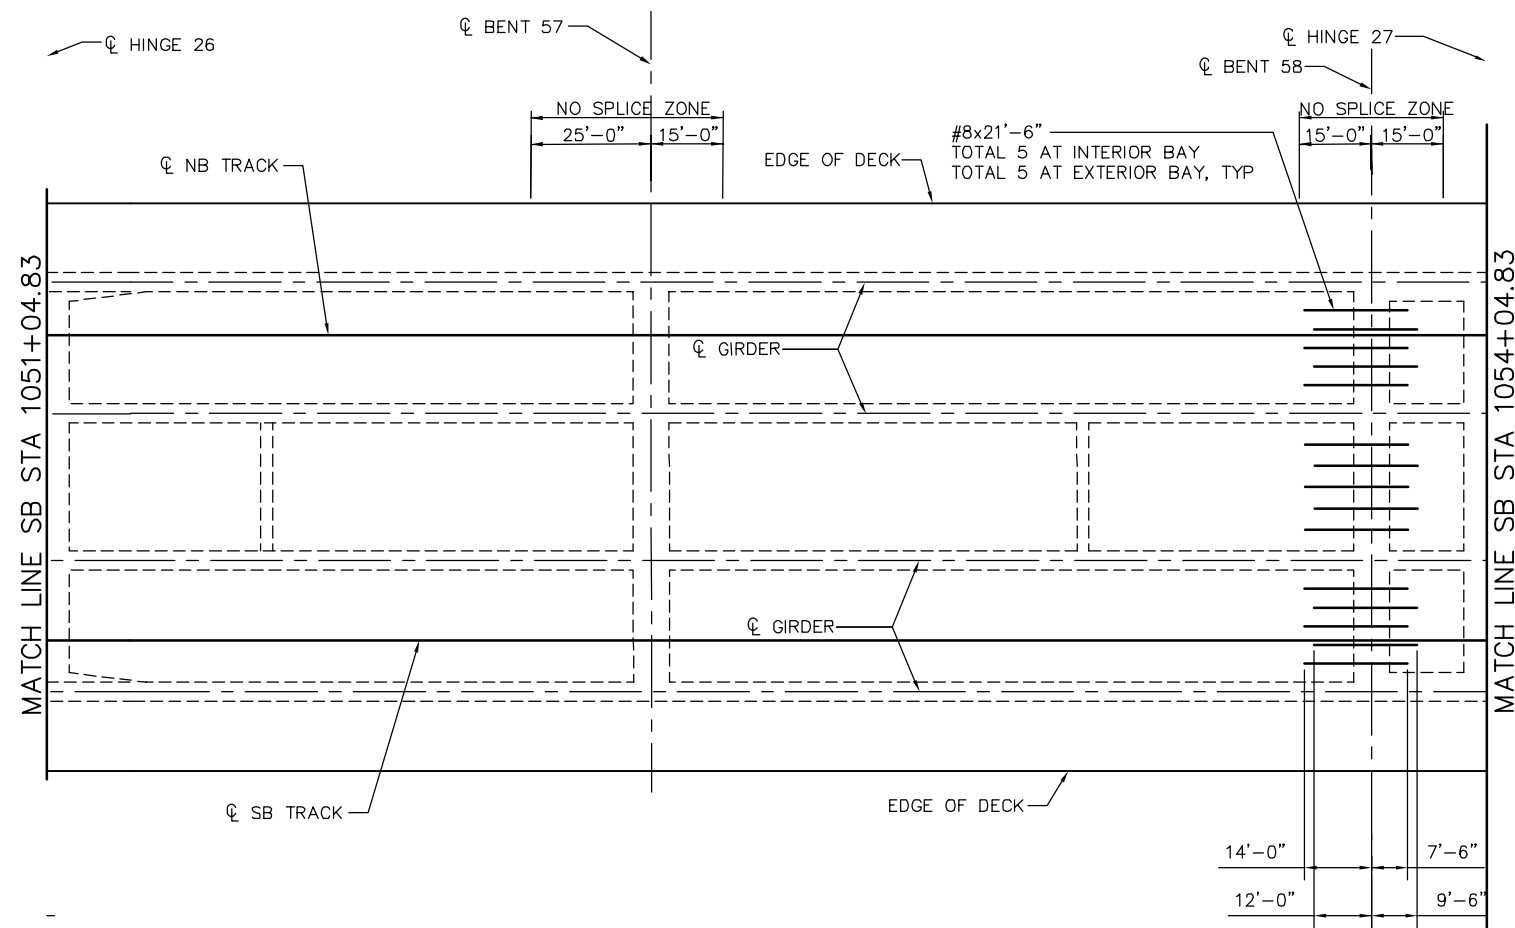 ℄ BENT 57
℄ HINGE 26
℄ HINGE 27
℄ BENT 58
NO SPLICE ZONE
NO SPLICE ZONE
25'-0"
15'-0"
15'-0"
15'-0"
#8x21'-6"
TOTAL 5 AT INTERIOR BAY
TOTAL 5 AT EXTERIOR BAY, TYP
℄ NB TRACK
EDGE OF DECK
MATCH LINE SB STA 1051+04.83
MATCH LINE SB STA 1054+04.83
℄ GIRDER
℄ GIRDER
℄ SB TRACK
EDGE OF DECK
14'-0"
7'-6"
12'-0"
9'-6"